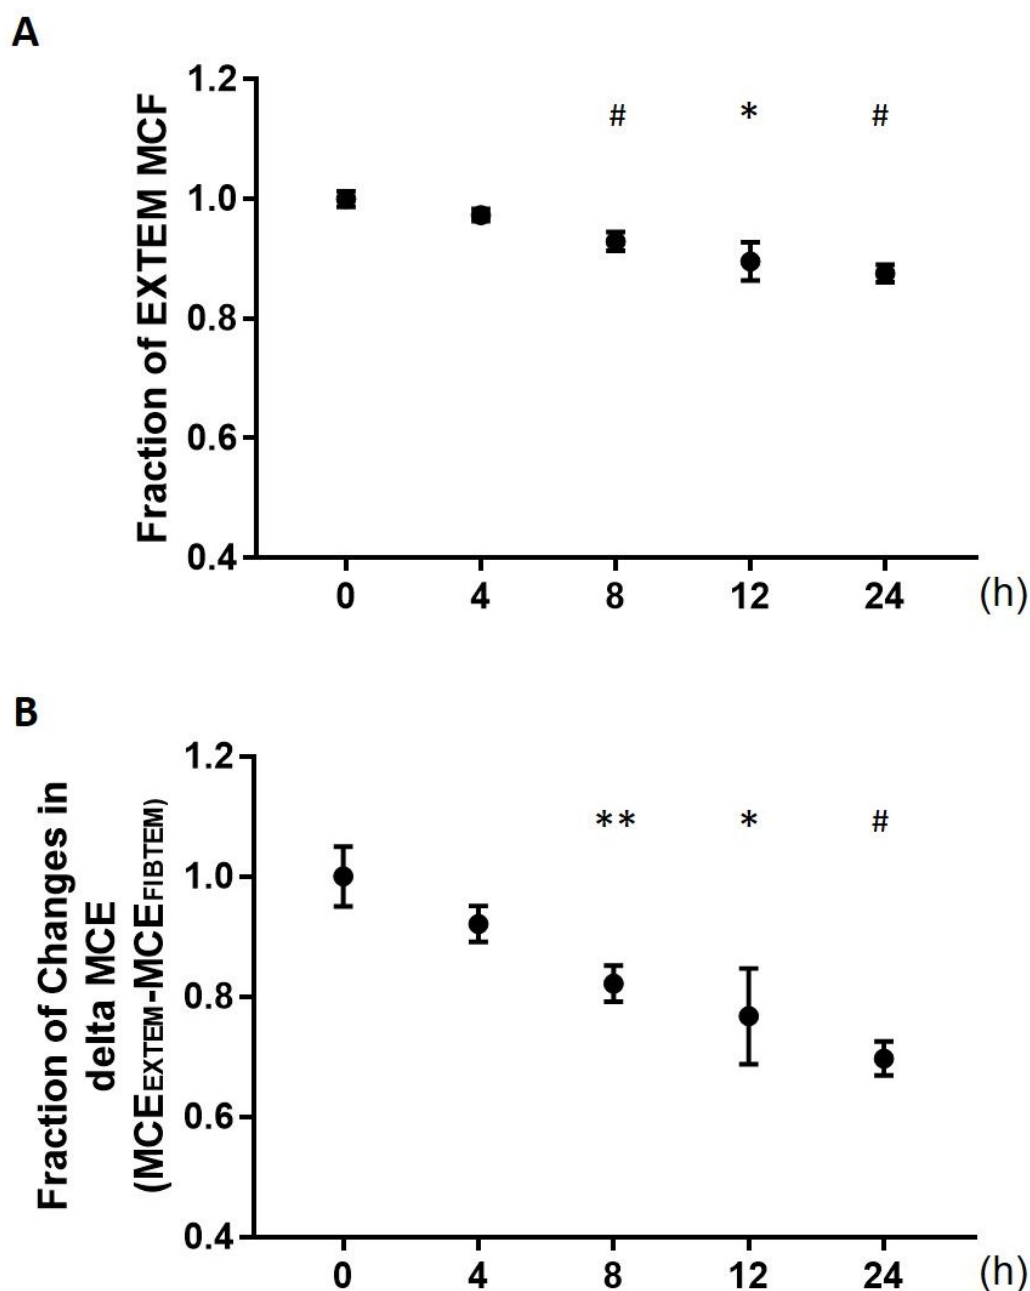 A
Fraction of EXTEM MCF
1.2
1.0
0.8
0.6
0.4
# * #
0 4 8 12 24 (h)
B
Fraction of Changes in
delta MCE
(MCEEXTEM-MCEFIBTEM)
1.2
1.0
0.8
0.6
0.4
** * #
0 4 8 12 24 (h)